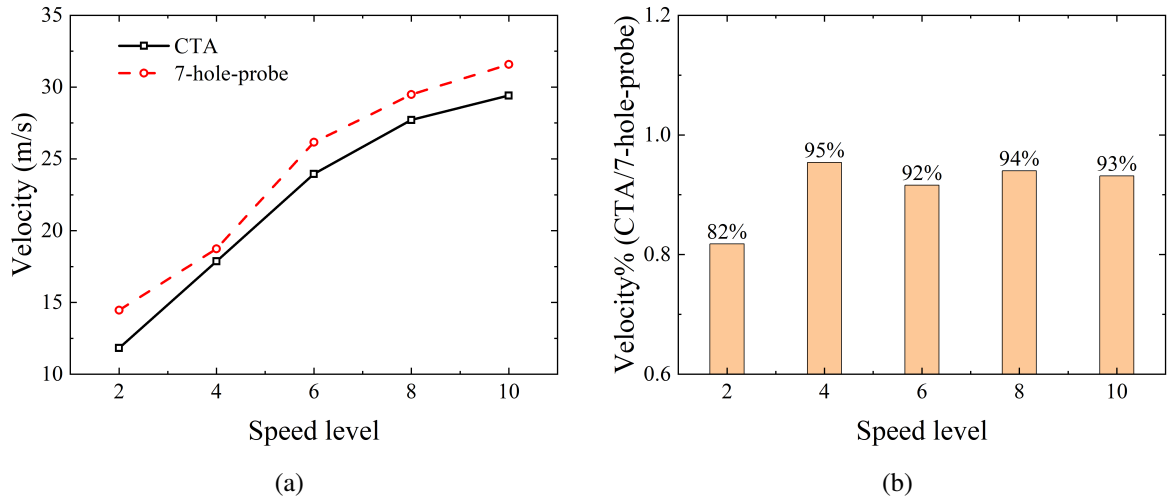 35
30
25
20
15
10
Velocity (m/s)
CTA
7-hole-probe
2 4 6 8 10
Speed level
(a)
1.2
1.0
0.8
0.6
Velocity% (CTA/7-hole-probe)
82%
95%
92%
94%
93%
2 4 6 8 10
Speed level
(b)